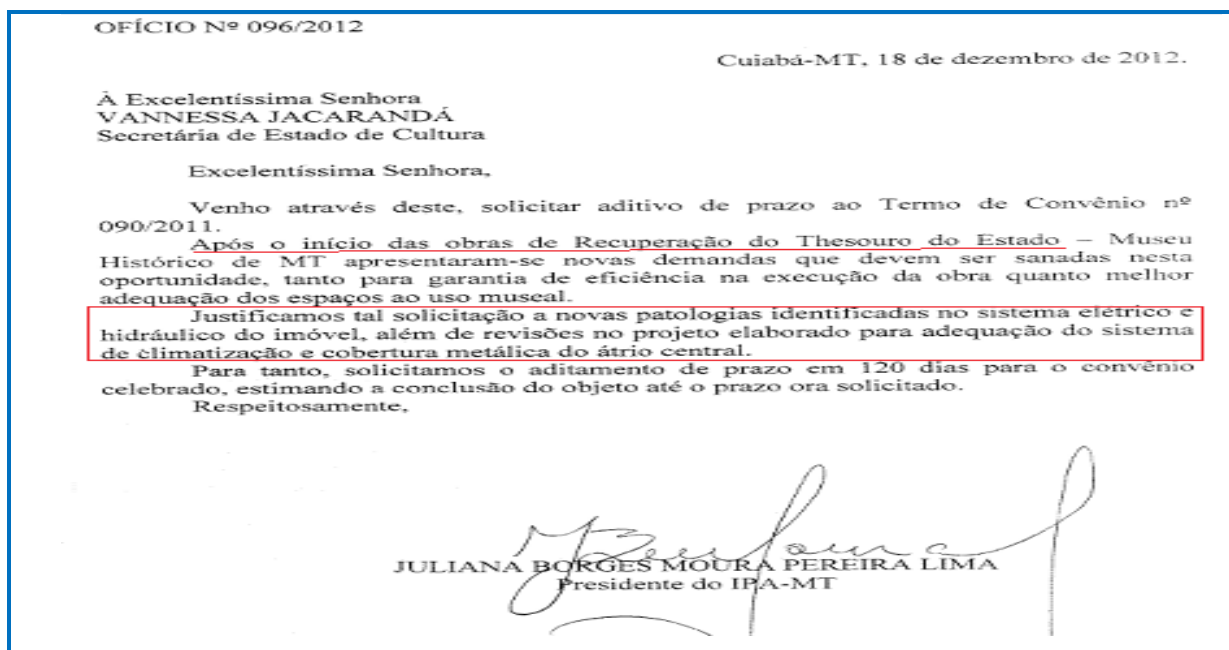 OFÍCIO Nº 096/2012
Cuiabá-MT, 18 de dezembro de 2012.
À Excelentíssima Senhora
VANNESSA JACARANDÁ
Secretária de Estado de Cultura
Excelentíssima Senhora,
Venho através deste, solicitar aditivo de prazo ao Termo de Convênio nº
090/2011.
Após o início das obras de Recuperação do Thesouro do Estado – Museu
Histórico de MT apresentaram-se novas demandas que devem ser sanadas nesta
oportunidade, tanto para garantia de eficiência na execução da obra quanto melhor
adequação dos espaços ao uso museal.
Justificamos tal solicitação a novas patologias identificadas no sistema elétrico e
hidráulico do imóvel, além de revisões no projeto elaborado para adequação do sistema
de climatização e cobertura metálica do átrio central.
Para tanto, solicitamos o aditamento de prazo em 120 dias para o convênio
celebrado, estimando a conclusão do objeto até o prazo ora solicitado.
Respeitosamente,
JULIANA BORGES MOURA PEREIRA LIMA
Presidente do IPA-MT